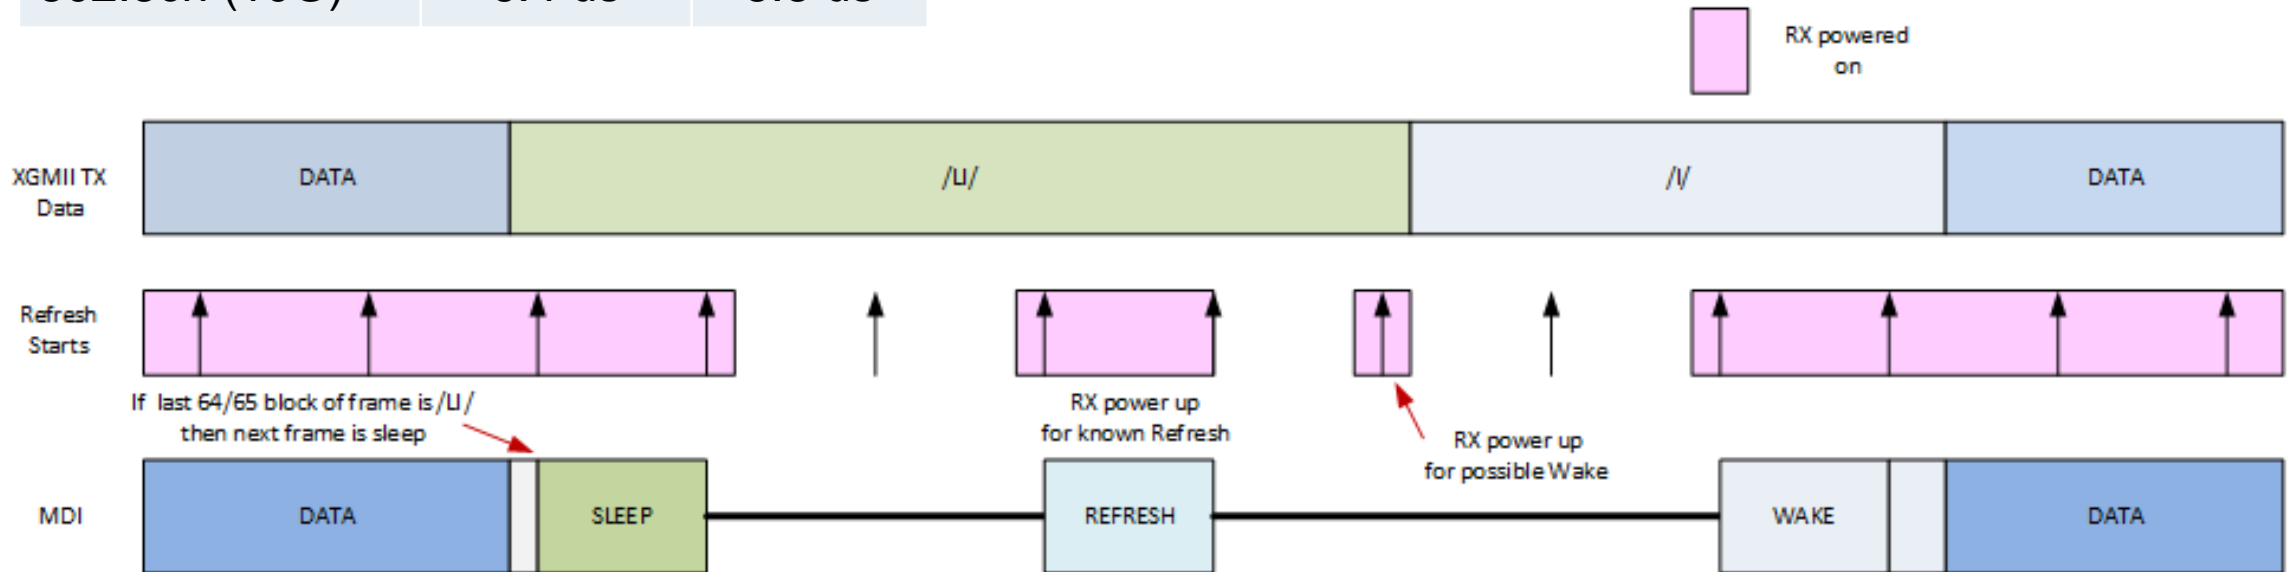 RX powered
on
XGMII TX
Data
DATA
/LI/
/I/
DATA
Refresh
Starts
If last 64/65 block of frame is /LI/
then next frame is sleep
RX power up
for known Refresh
RX power up
for possible Wake
MDI
DATA
SLEEP
REFRESH
WAKE
DATA